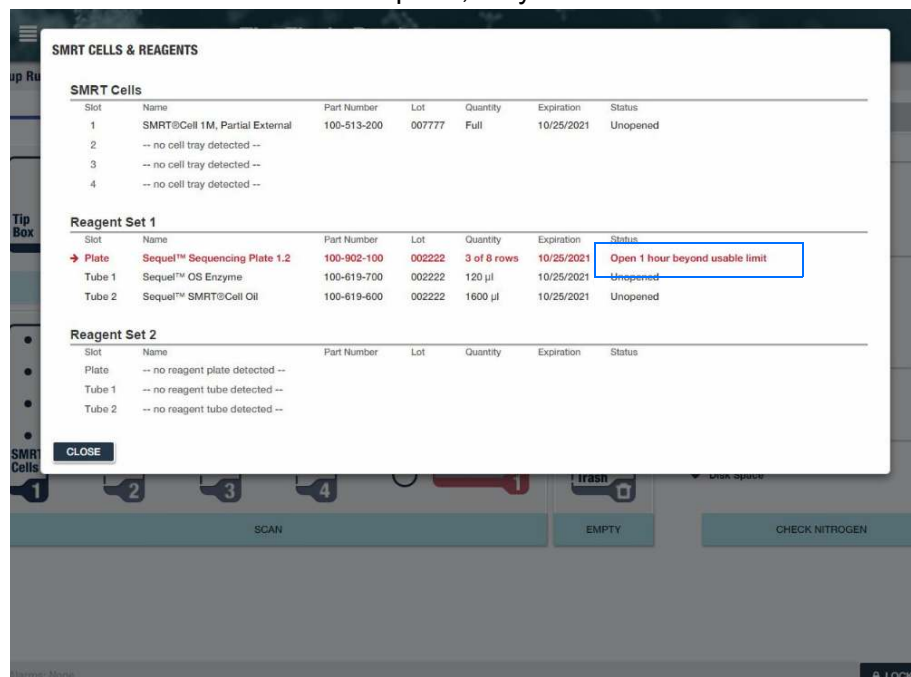 SMRT CELLS & REAGENTS
up Ru
SMRT Cells
Slot Name Part Number Lot Quantity Expiration Status
1 SMRT®Cell 1M, Partial External 100-513-200 007777 Full 10/25/2021 Unopened
2 -- no cell tray detected --
3 -- no cell tray detected --
4 -- no cell tray detected --
Tip
Box
Reagent Set 1
Slot Name Part Number Lot Quantity Expiration Status
Plate Sequel™ Sequencing Plate 1.2 100-902-100 002222 3 of 8 rows 10/25/2021 Open 1 hour beyond usable limit
Tube 1 Sequel™ OS Enzyme 100-619-700 002222 120 µl 10/25/2021 Unopened
Tube 2 Sequel™ SMRT®Cell Oil 100-619-600 002222 1600 µl 10/25/2021 Unopened
Reagent Set 2
Slot Name Part Number Lot Quantity Expiration Status
Plate -- no reagent plate detected --
Tube 1 -- no reagent tube detected --
Tube 2 -- no reagent tube detected --
CLOSE
SMRT
Cells
1 2 3 4 1 Trash Disk Space
SCAN EMPTY CHECK NITROGEN
LOCK